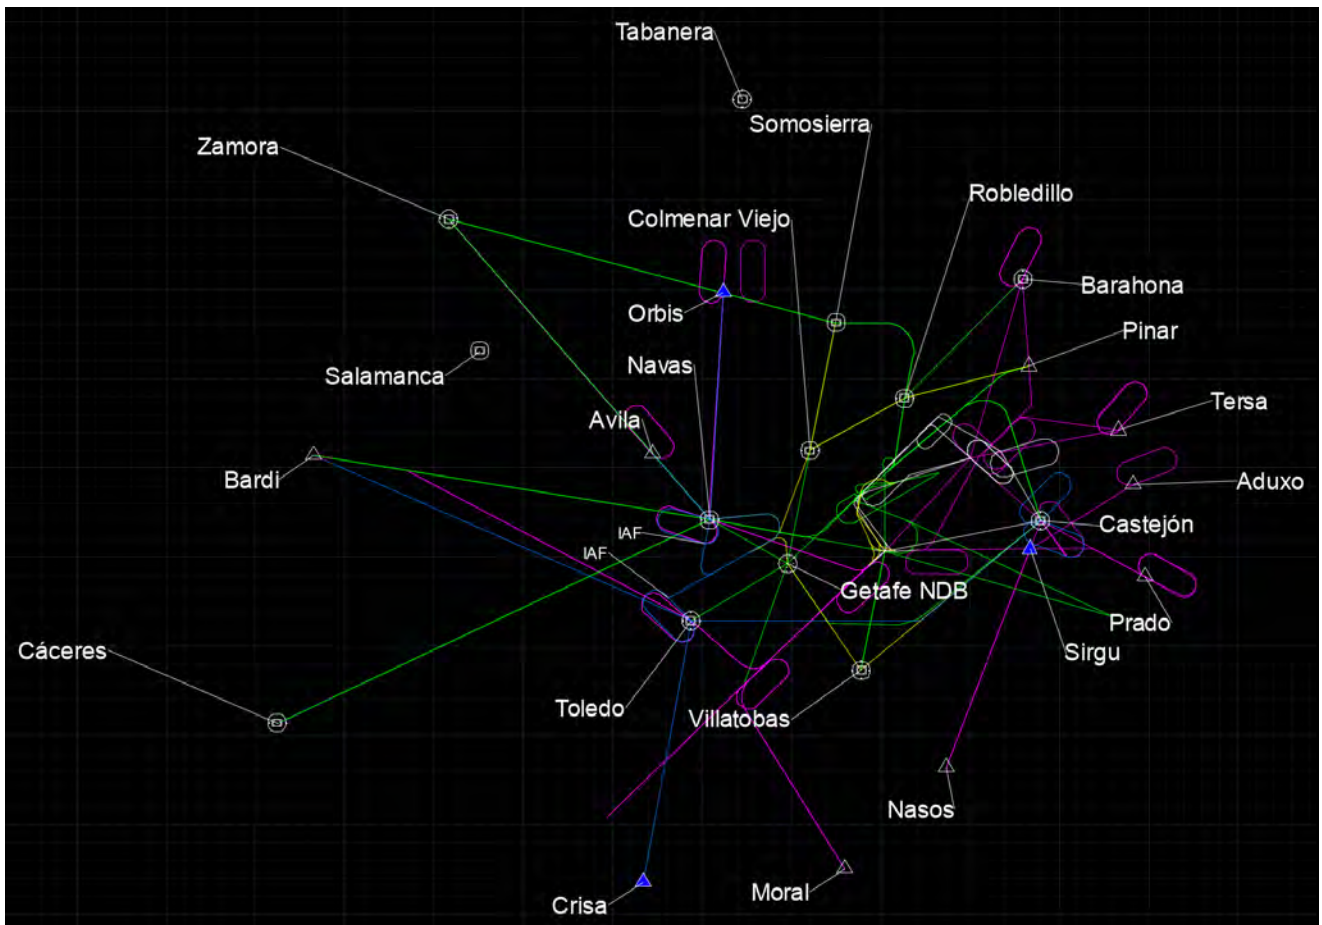 Tabanera
Somosierra
Zamora
Robledillo
Colmenar Viejo
Barahona
Orbis
Pinar
Navas
Salamanca
Tersa
Avila
Bardi
Aduxo
Castejón
IAF
IAF
Getafe NDB
Prado
Cáceres
Sirgu
Toledo
Villatobas
Nasos
Moral
Crisa